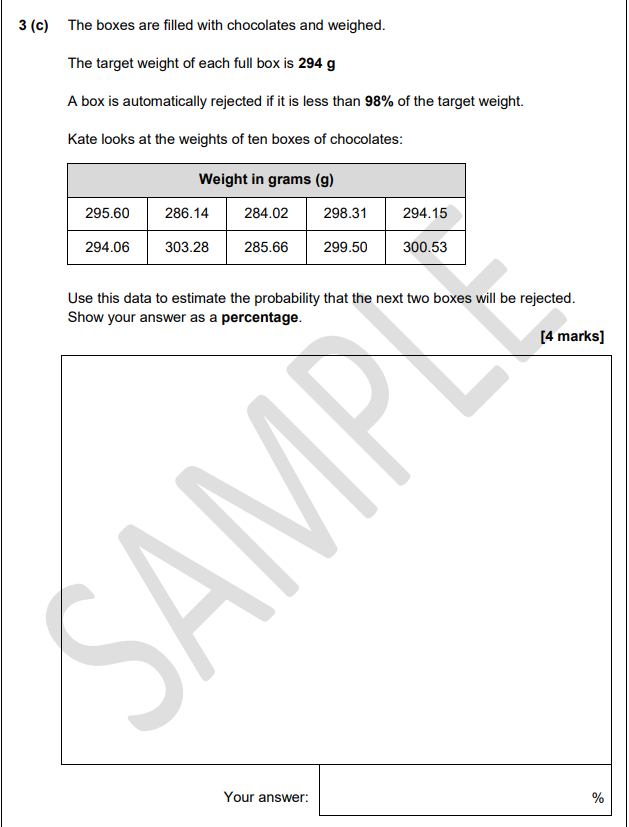 3 (c) The boxes are filled with chocolates and weighed.
The target weight of each full box is 294 g
A box is automatically rejected if it is less than 98% of the target weight.
Kate looks at the weights of ten boxes of chocolates:
Weight in grams (g)
295.60 286.14 284.02 298.31 294.15
294.06 303.28 285.66 299.50 300.53
Use this data to estimate the probability that the next two boxes will be rejected.
Show your answer as a percentage.
[4 marks]
SAMPLE
Your answer: %